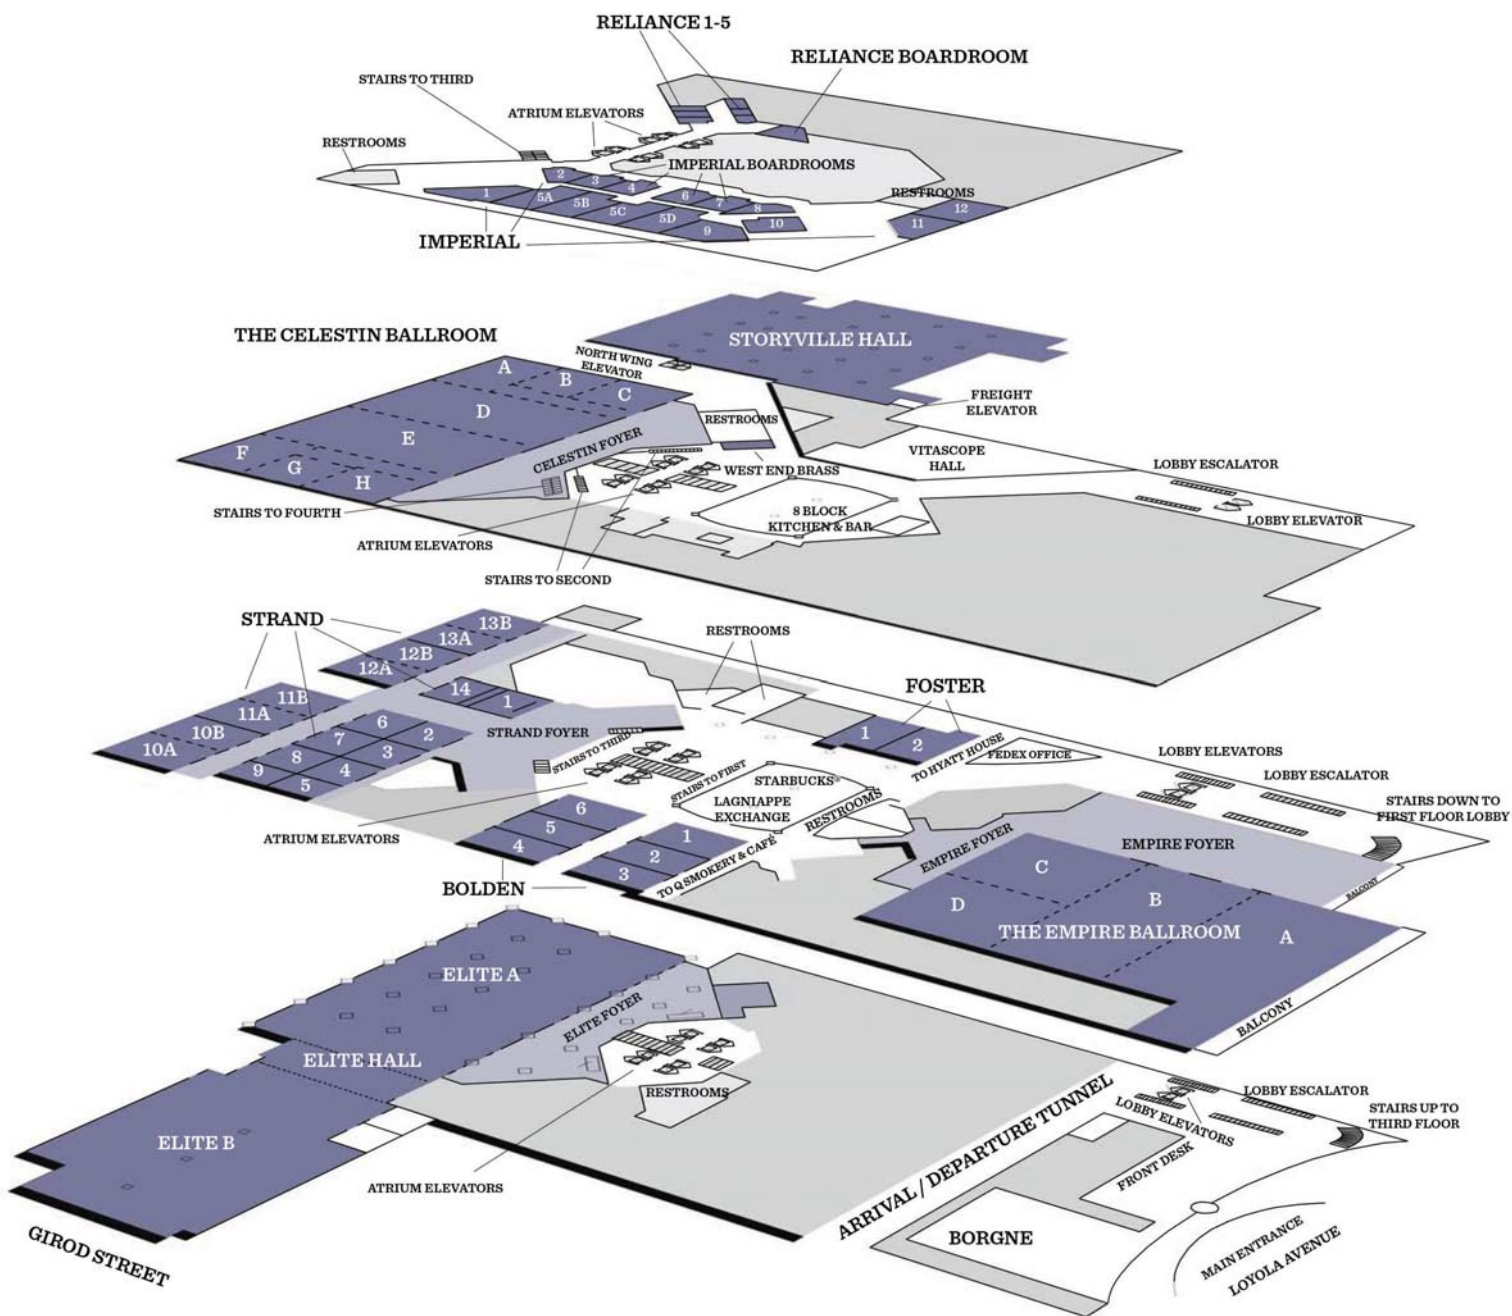 RELIANCE 1-5
RELIANCE BOARDROOM
STAIRS TO THIRD
ATRIUM ELEVATORS
RESTROOMS
IMPERIAL BOARDROOMS
2
3
4
1
5A
5B
5C
5D
6
7
8
9
10
RESTROOMS
12
11
IMPERIAL
THE CELESTIN BALLROOM
STORYVILLE HALL
NORTH WING
ELEVATOR
A
B
C
D
E
F
G
H
FREIGHT
ELEVATOR
RESTROOMS
CELESTIN FOYER
WEST END BRASS
VITASCOPE
HALL
LOBBY ESCALATOR
LOBBY ELEVATOR
8 BLOCK
KITCHEN & BAR
STAIRS TO FOURTH
ATRIUM ELEVATORS
STAIRS TO SECOND
STRAND
13B
13A
12B
12A
RESTROOMS
FOSTER
14
1
11B
11A
10B
10A
6
7
8
9
2
3
4
5
STRAND FOYER
STAIRS TO THIRD
STAIRS TO FIRST
1
2
TO HYATT HOUSE
FEDEX OFFICE
LOBBY ELEVATORS
LOBBY ESCALATOR
STAIRS DOWN TO
FIRST FLOOR LOBBY
STARBUCKS®
LAGNIAPPE
EXCHANGE
RESTROOMS
ATRIUM ELEVATORS
6
5
4
1
2
3
TO Q SMOKERY & CAFÉ
BOLDEN
EMPIRE FOYER
EMPIRE FOYER
BALCONY
C
D
B
A
THE EMPIRE BALLROOM
BALCONY
ELITE A
ELITE FOYER
ELITE HALL
ELITE B
RESTROOMS
ATRIUM ELEVATORS
GIROD STREET
ARRIVAL / DEPARTURE TUNNEL
LOBBY ELEVATORS
LOBBY ESCALATOR
STAIRS UP TO
THIRD FLOOR
FRONT DESK
BORGNE
MAIN ENTRANCE
LOYOLA AVENUE